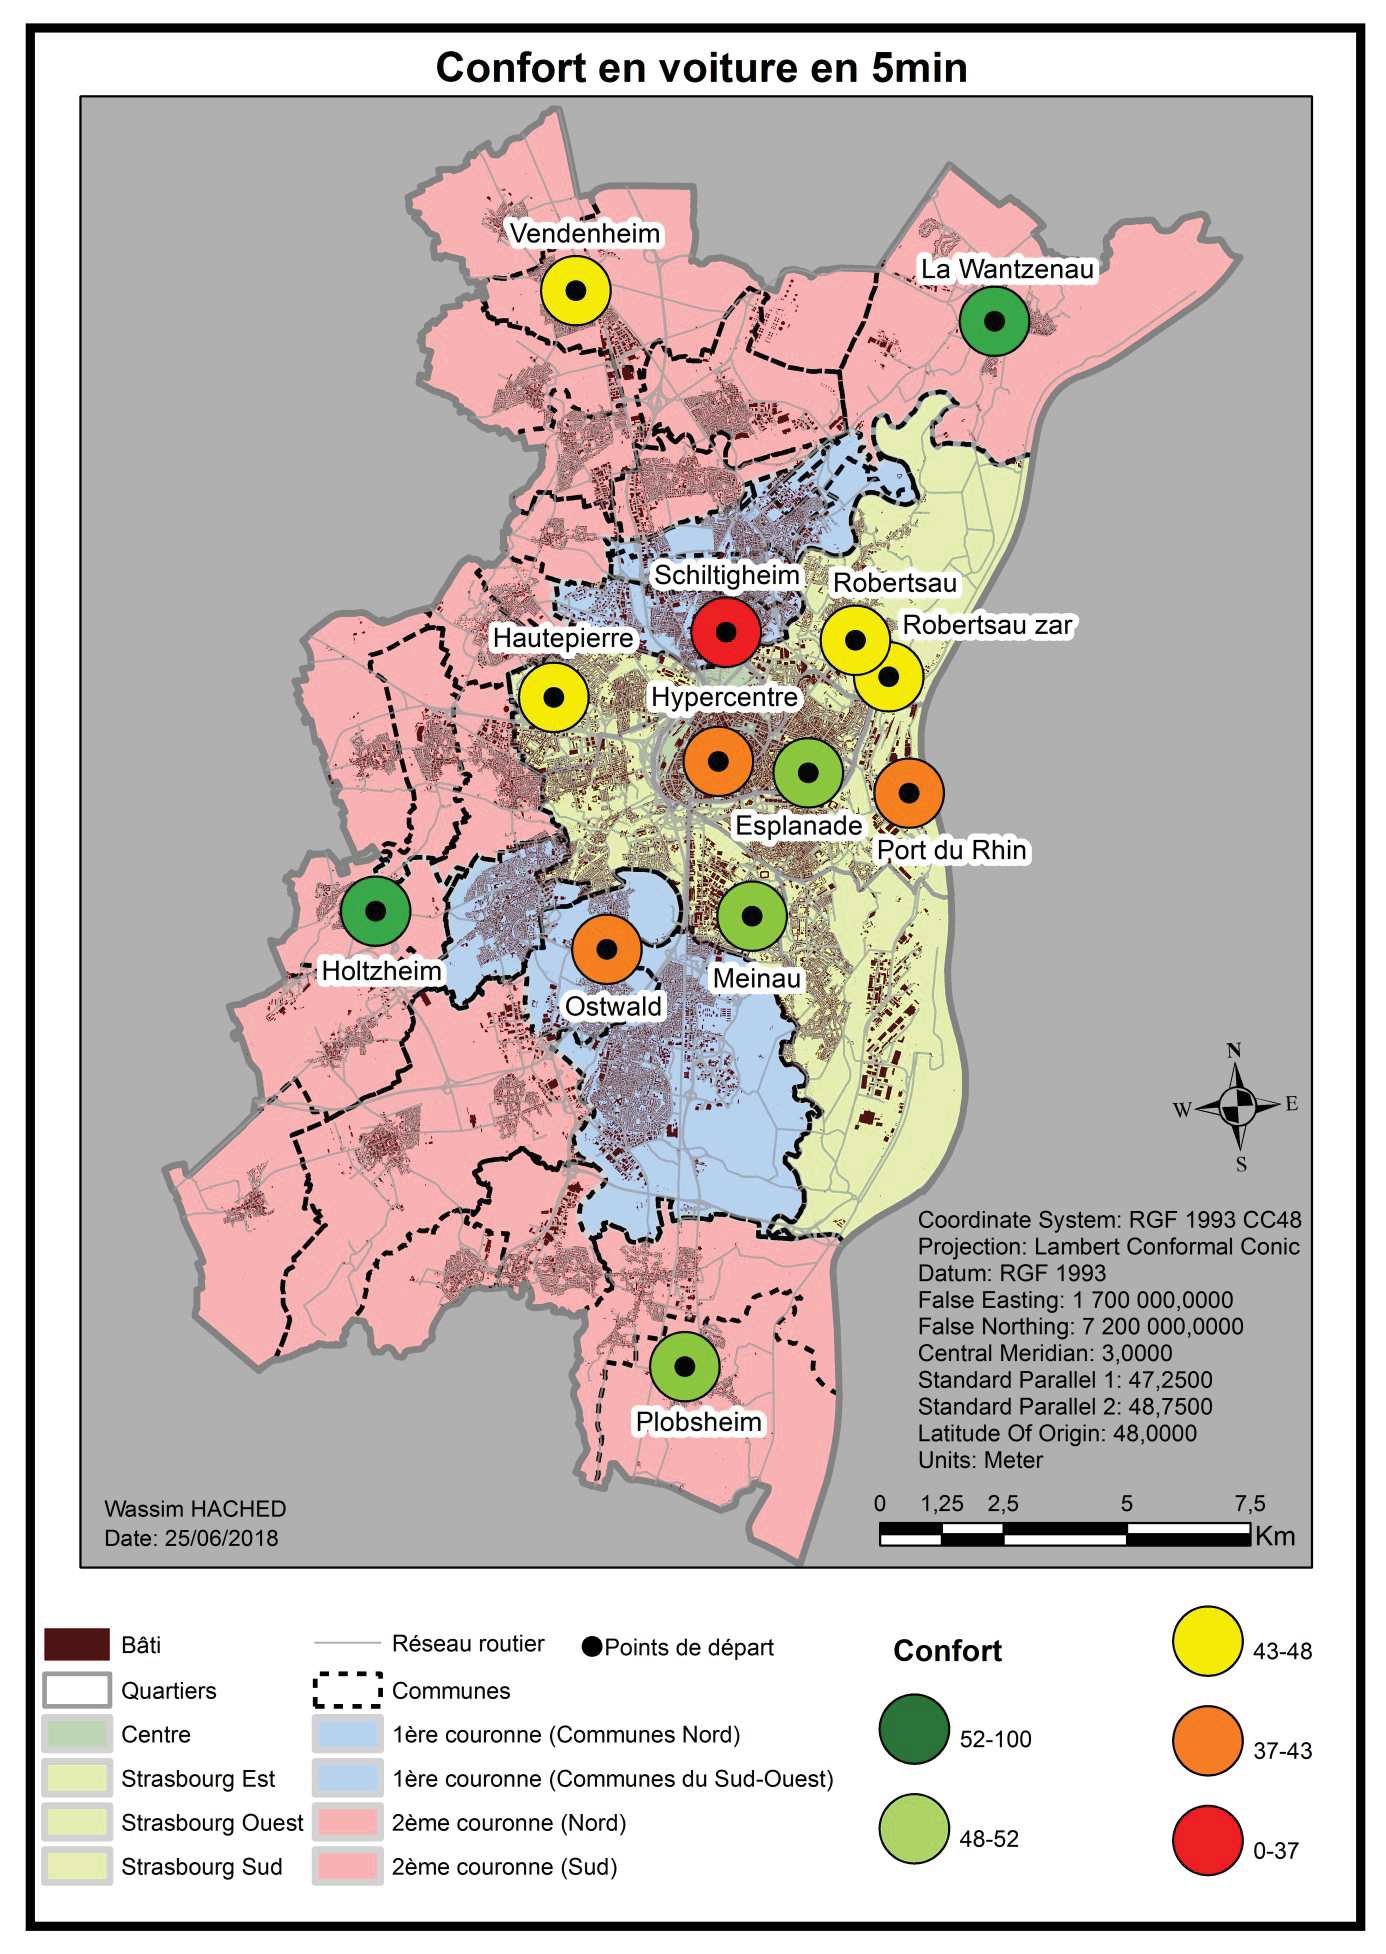 Confort en voiture en 5min
Vendenheim
La Wantzenau
Schiltigheim
Robertsau
Robertsau zar
Hautepierre
Hypercentre
Esplanade
Port du Rhin
Holtzheim
Ostwald
Meinau
Plobsheim
N
W
E
S
Coordinate System: RGF 1993 CC48
Projection: Lambert Conformal Conic
Datum: RGF 1993
False Easting: 1 700 000,0000
False Northing: 7 200 000,0000
Central Meridian: 3,0000
Standard Parallel 1: 47,2500
Standard Parallel 2: 48,7500
Latitude Of Origin: 48,0000
Units: Meter
0 1,25 2,5 5 7,5
Km
Wassim HACHED
Date: 25/06/2018
Bâti
Quartiers
Centre
Strasbourg Est
Strasbourg Ouest
Strasbourg Sud
Réseau routier
Communes
1ère couronne (Communes Nord)
1ère couronne (Communes du Sud-Ouest)
2ème couronne (Nord)
2ème couronne (Sud)
Points de départ
Confort
52-100
48-52
43-48
37-43
0-37